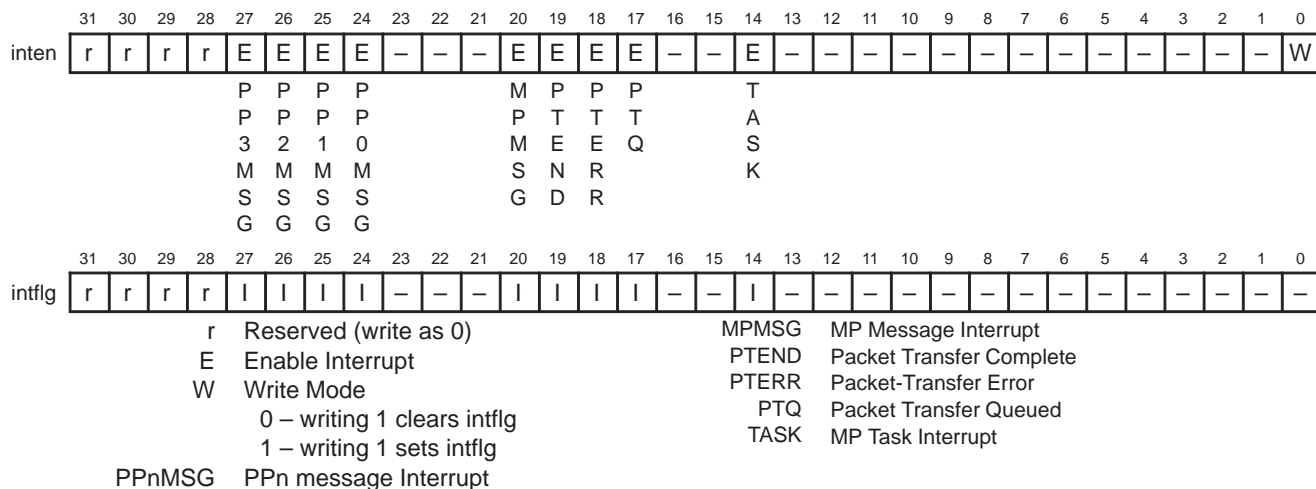 31 30 29 28 27 26 25 24 23 22 21 20 19 18 17 16 15 14 13 12 11 10 9 8 7 6 5 4 3 2 1 0
inten r r r r E E E E – – – E E E E – – E – – – – – – – – – – – – – W
P P P P M P P P T
P P P P P T T T A
3 2 1 0 M E E Q S
M M M M S N R K
S S S S G D R
G G G G
31 30 29 28 27 26 25 24 23 22 21 20 19 18 17 16 15 14 13 12 11 10 9 8 7 6 5 4 3 2 1 0
intflg r r r r I I I I – – – I I I I – – I – – – – – – – – – – – – – –
r Reserved (write as 0)
E Enable Interrupt
W Write Mode
0 – writing 1 clears intflg
1 – writing 1 sets intflg
PPnMSG PPn message Interrupt
MPMSG MP Message Interrupt
PTEND Packet Transfer Complete
PTERR Packet-Transfer Error
PTQ Packet Transfer Queued
TASK MP Task Interrupt